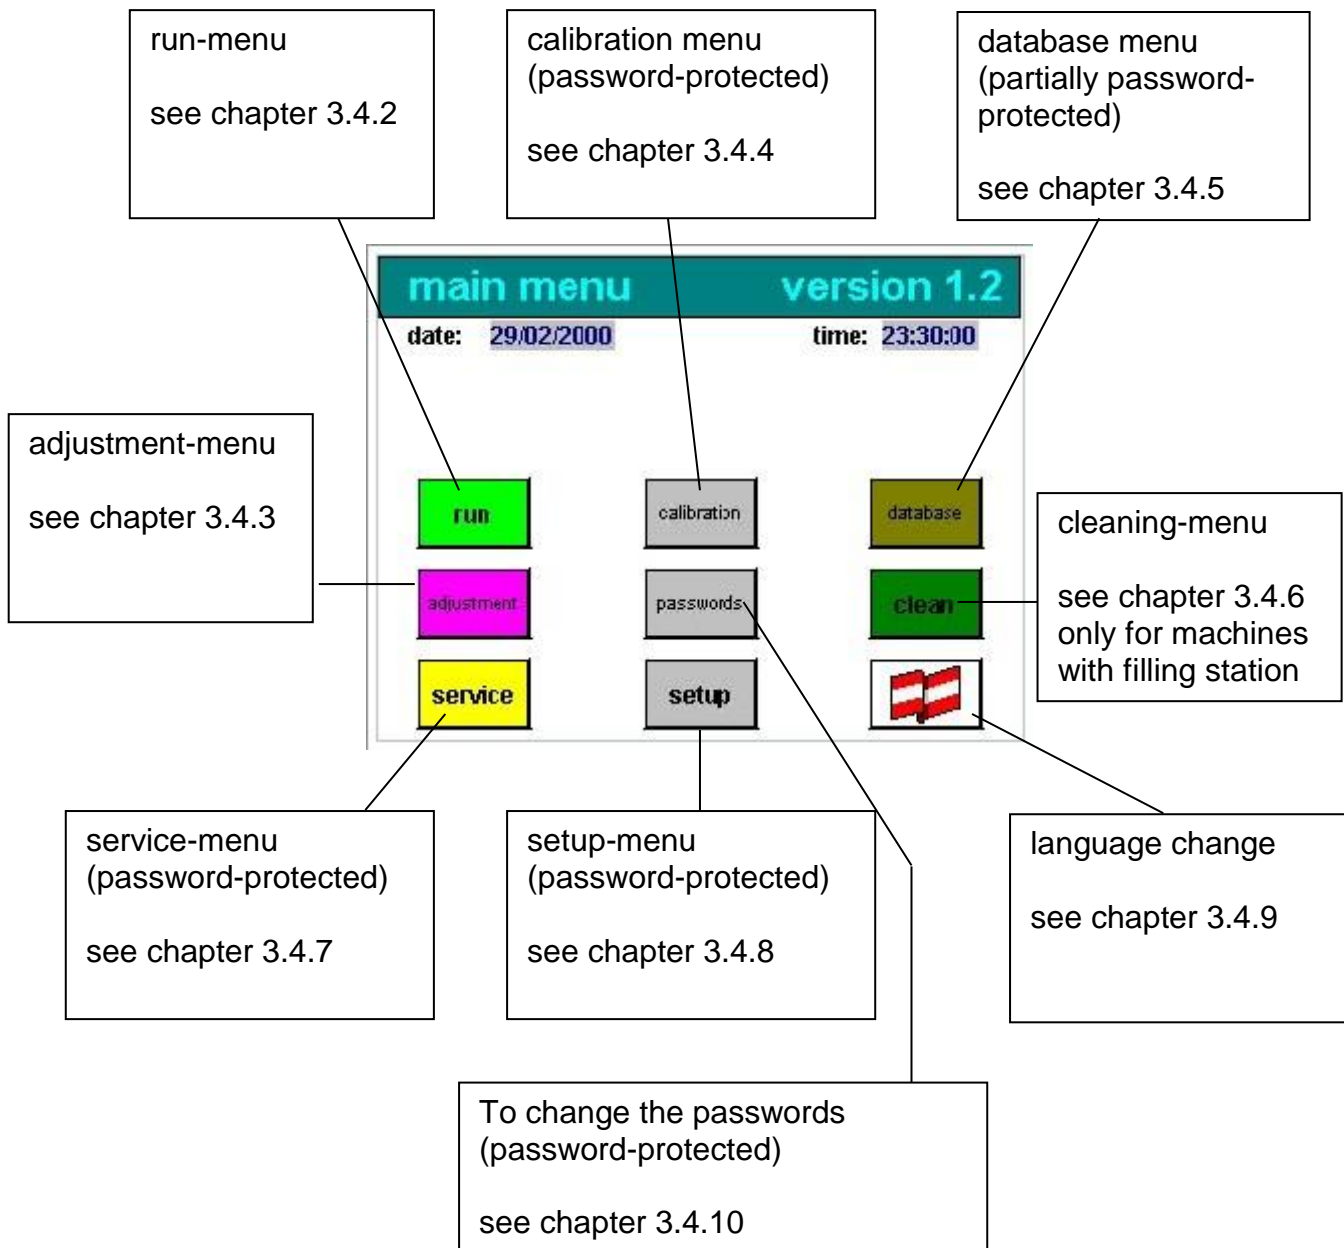 run-menu
see chapter 3.4.2
calibration menu
(password-protected)
see chapter 3.4.4
database menu
(partially password-
protected)
see chapter 3.4.5
main menu version 1.2
date: 29/02/2000 time: 23:30:00
adjustment-menu
see chapter 3.4.3
run calibration database
adjustment passwords clean
service setup
cleaning-menu
see chapter 3.4.6
only for machines
with filling station
service-menu
(password-protected)
see chapter 3.4.7
setup-menu
(password-protected)
see chapter 3.4.8
language change
see chapter 3.4.9
To change the passwords
(password-protected)
see chapter 3.4.10